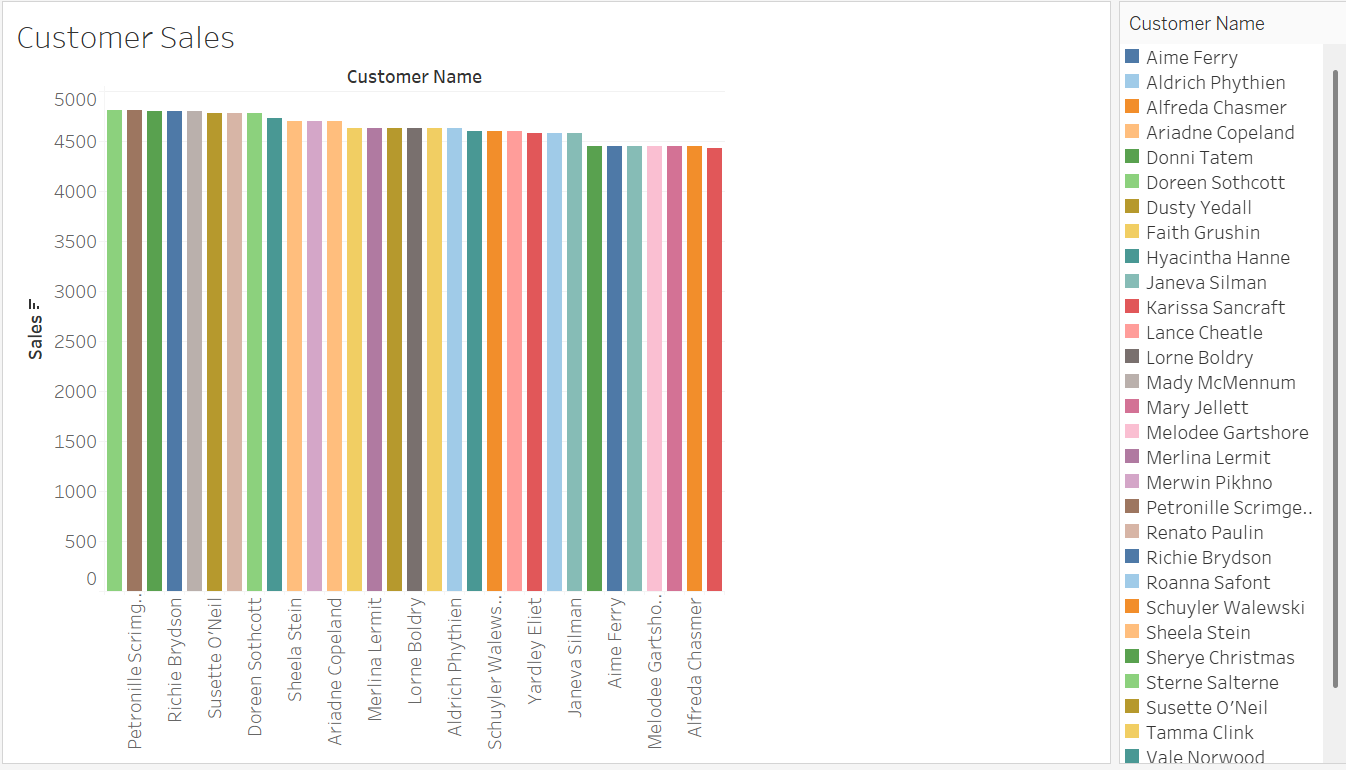 Customer Sales
Customer Name
5000
4500
4000
3500
3000
2500
2000
1500
1000
500
0
Sales
Petronille Scrimg..
Richie Brydson
Susette O'Neil
Doreen Sothcott
Sheela Stein
Ariadne Copeland
Merlina Lermit
Lorne Boldry
Aldrich Phythien
Schuyler Walews..
Yardley Eliet
Janeva Silman
Aime Ferry
Melodee Gartsho..
Alfreda Chasmer
Customer Name
Aime Ferry
Aldrich Phythien
Alfreda Chasmer
Ariadne Copeland
Donni Tatem
Doreen Sothcott
Dusty Yedall
Faith Grushin
Hyacintha Hanne
Janeva Silman
Karissa Sancraft
Lance Cheatle
Lorne Boldry
Mady McMennum
Mary Jellett
Melodee Gartshore
Merlina Lermit
Merwin Pikhno
Petronille Scrimge..
Renato Paulin
Richie Brydson
Roanna Safont
Schuyler Walewski
Sheela Stein
Sherye Christmas
Sterne Salterne
Susette O'Neil
Tamma Clink
Vale Norwood